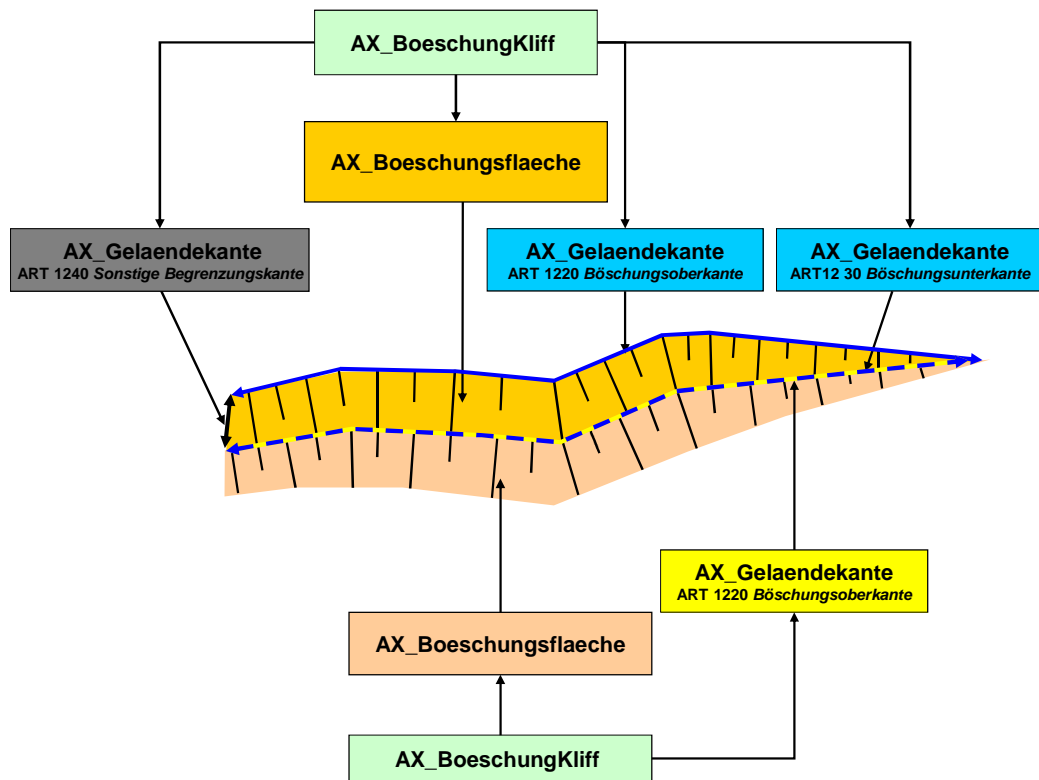 AX_BoeschungKliff
AX_Boeschungsflaeche
AX_Gelaendekante
ART 1240 Sonstige Begrenzungskante
AX_Gelaendekante
ART 1220 Böschungsoberkante
AX_Gelaendekante
ART12 30 Böschungsunterkante
AX_Gelaendekante
ART 1220 Böschungsoberkante
AX_Boeschungsflaeche
AX_BoeschungKliff